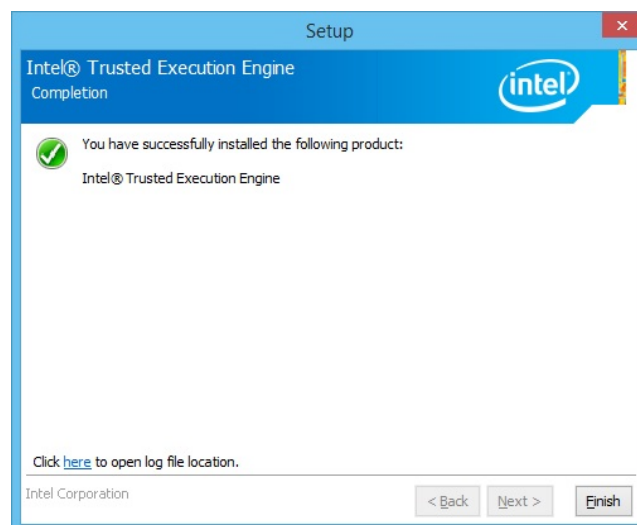 Setup
Intel® Trusted Execution Engine
Completion
intel
You have successfully installed the following product:
Intel® Trusted Execution Engine
Click here to open log file location.
Intel Corporation
< Back
Next >
Finish